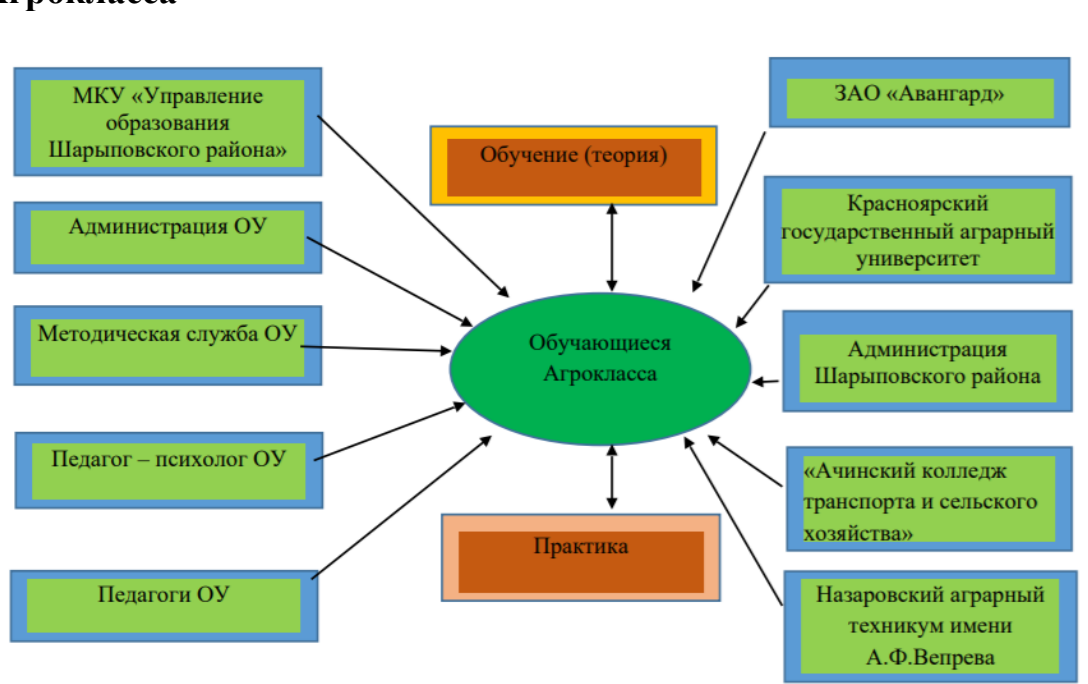 Агрокласса
МКУ «Управление
образования
Шарыповского района»
Администрация ОУ
Методическая служба ОУ
Педагог – психолог ОУ
Педагоги ОУ
Обучение (теория)
Обучающиеся
Агрокласса
Практика
ЗАО «Авангард»
Красноярский
государственный аграрный
университет
Администрация
Шарыповского района
«Ачинский колледж
транспорта и сельского
хозяйства»
Назаровский аграрный
техникум имени
А.Ф.Вепрева